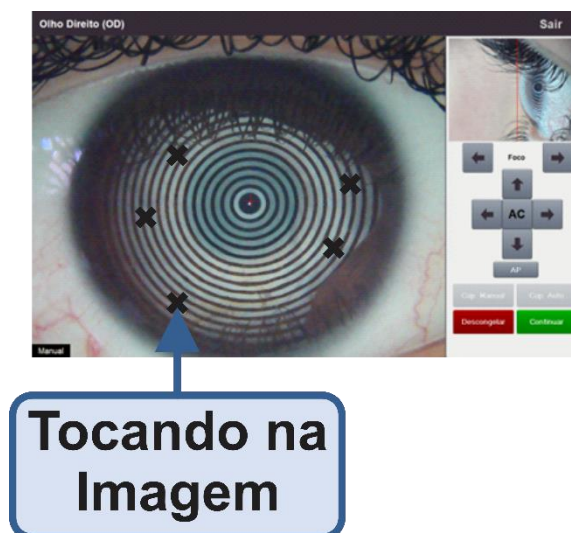 Olho Direito (OD)
Sair
Foco
AC
AP
Cap. Manual
Cap. Auto
Descongelar
Continuar
Manual
Tocando na
Imagem